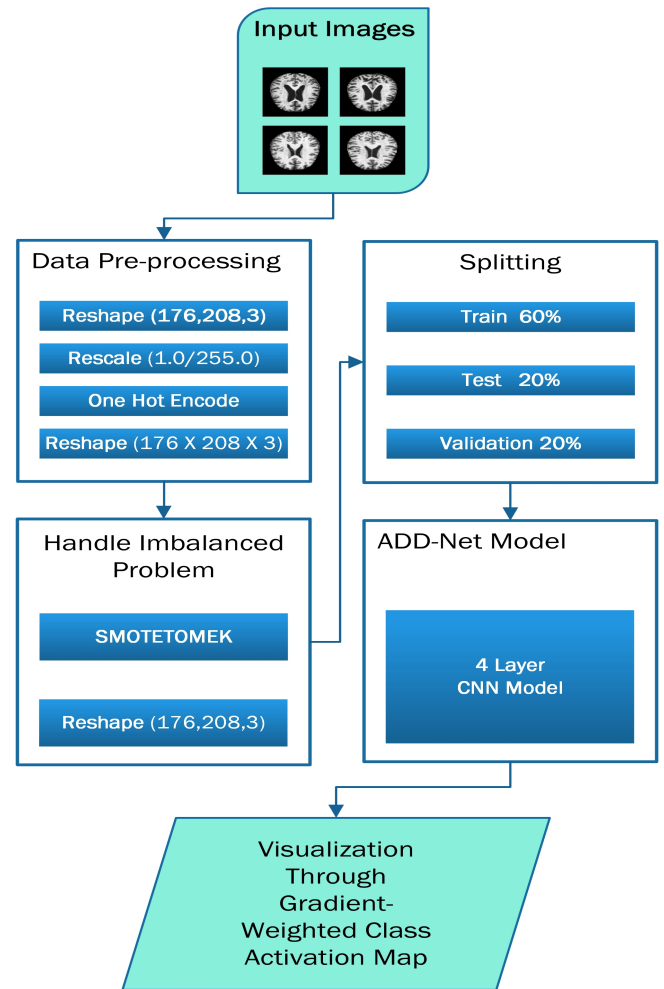 Input Images
Data Pre-processing
Reshape (176,208,3)
Rescale (1.0/255.0)
One Hot Encode
Reshape (176 X 208 X 3)
Handle Imbalanced
Problem
SMOTETOMEK
Reshape (176,208,3)
Splitting
Train 60%
Test 20%
Validation 20%
ADD-Net Model
4 Layer
CNN Model
Visualization
Through
Gradient-
Weighted Class
Activation Map